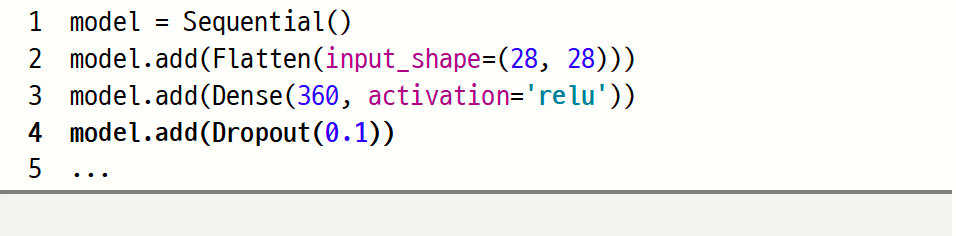 1 model = Sequential()
2 model.add(Flatten(input_shape=(28, 28)))
3 model.add(Dense(360, activation='relu'))
4 model.add(Dropout(0.1))
5 ...